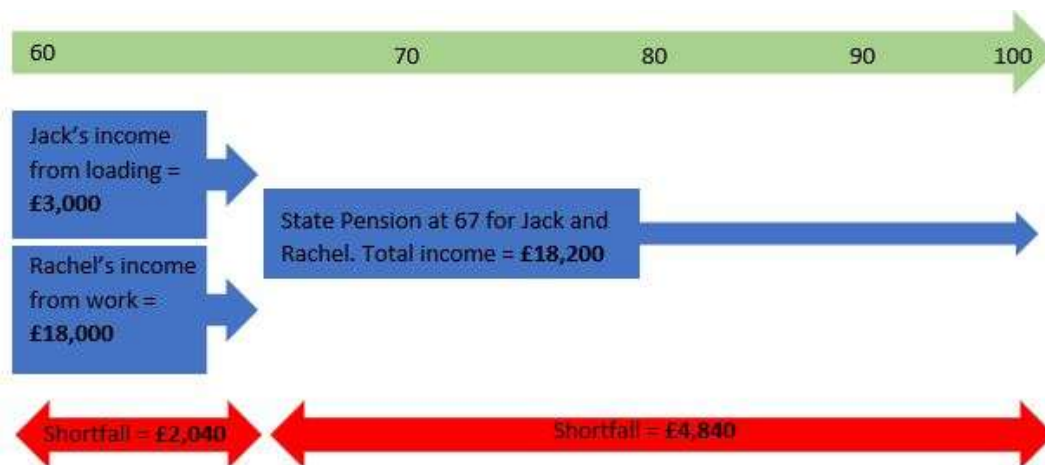 60 70 80 90 100
Jack's income
from loading =
£3,000
State Pension at 67 for Jack and
Rachel. Total income = £18,200
Rachel's income
from work =
£18,000
Shortfall = £2,040
Shortfall = £4,840